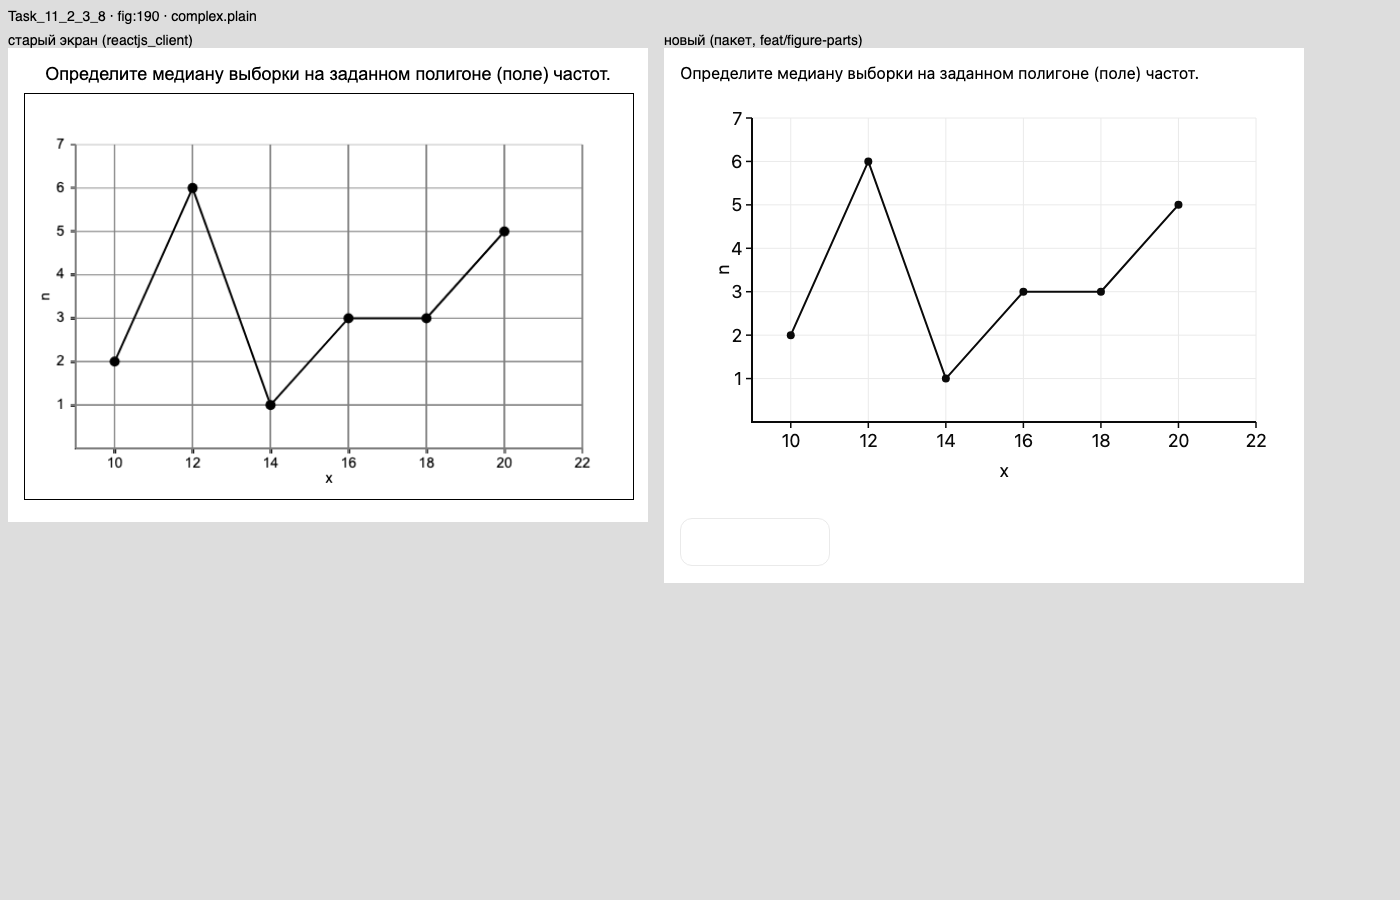 Task_11_2_3_8 · fig:190 · complex.plain
старый экран (reactjs_client)
Определите медиану выборки на заданном полигоне (поле) частот.
7
6
5
4
n
3
2
1
10 12 14 16 18 20 22
x
новый (пакет, feat/figure-parts)
Определите медиану выборки на заданном полигоне (поле) частот.
7
6
5
4
n
3
2
1
10 12 14 16 18 20 22
x